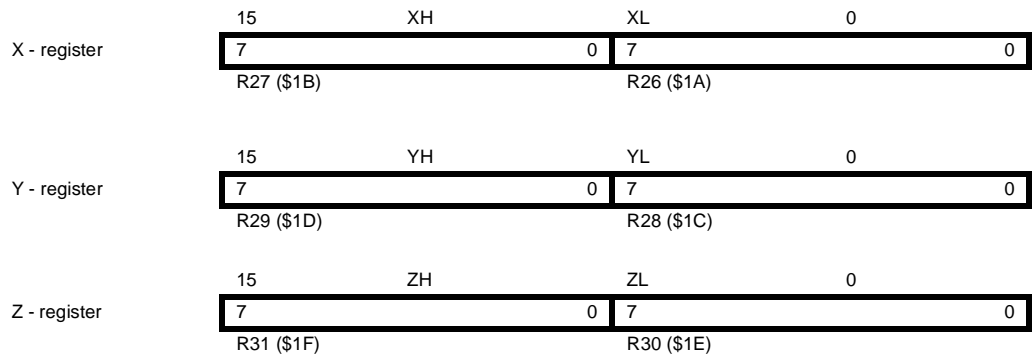 15 XH XL 0
X - register 7 0 7 0
R27 ($1B) R26 ($1A)
15 YH YL 0
Y - register 7 0 7 0
R29 ($1D) R28 ($1C)
15 ZH ZL 0
Z - register 7 0 7 0
R31 ($1F) R30 ($1E)